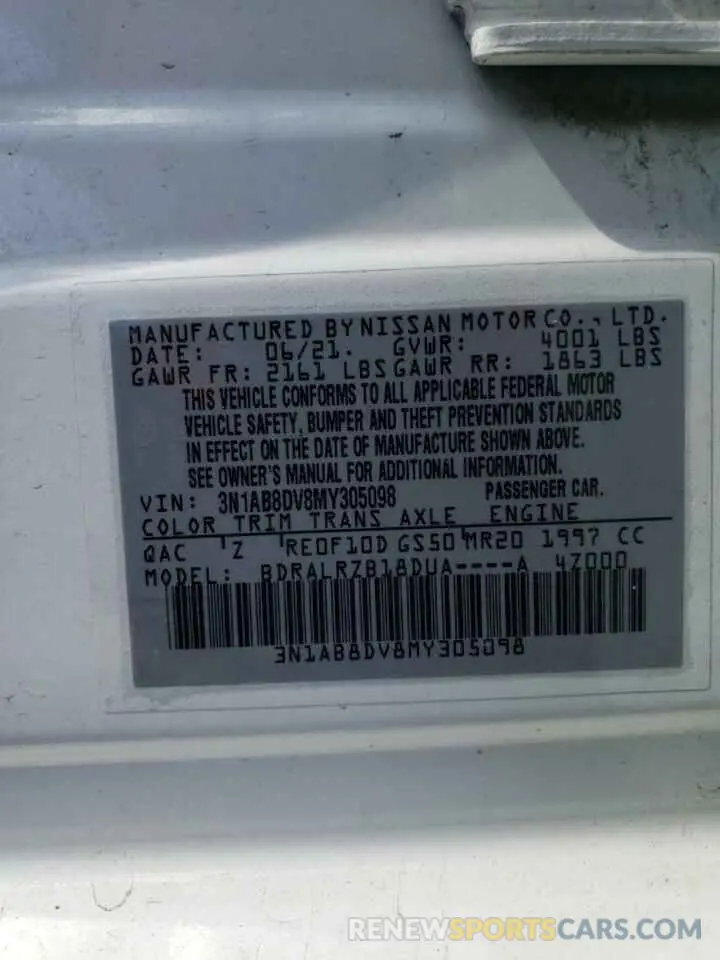 MANUFACTURED BY NISSAN MOTOR CO., LTD.
DATE: 06/21. GVWR: 4001 LBS
GAWR FR: 2161 LBS GAWR RR: 1863 LBS
THIS VEHICLE CONFORMS TO ALL APPLICABLE FEDERAL MOTOR
VEHICLE SAFETY, BUMPER AND THEFT PREVENTION STANDARDS
IN EFFECT ON THE DATE OF MANUFACTURE SHOWN ABOVE.
SEE OWNER'S MANUAL FOR ADDITIONAL INFORMATION.
VIN: 3N1AB8DV8MY305098 PASSENGER CAR.
COLOR TRIM TRANS AXLE ENGINE
QAC Z RE0F10D GS50 MR20 1997 CC
MODEL: BDRALRZB18DUA----A 4Z000
3N1AB8DV8MY305098
RENEWSPORTSCARS.COM